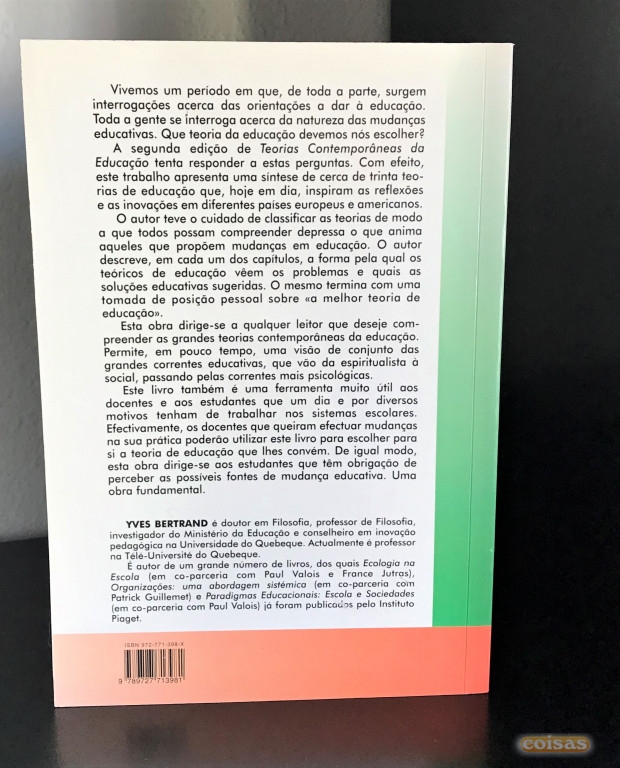 Vivemos um período em que, de toda a parte, surgem
interrogações acerca das orientações a dar à educação.
Toda a gente se interroga acerca da natureza das mudanças
educativas. Que teoria da educação devemos nós escolher?
A segunda edição de Teorias Contemporâneas da
Educação tenta responder a estas perguntas. Com efeito,
este trabalho apresenta uma síntese de cerca de trinta teo-
rias de educação que, hoje em dia, inspiram as reflexões
e as inovações em diferentes países europeus e americanos.
O autor teve o cuidado de classificar as teorias de modo
a que todos possam compreender depressa o que anima
aqueles que propõem mudanças em educação. O autor
descreve, em cada um dos capítulos, a forma pela qual os
teóricos de educação vêem os problemas e quais as
soluções educativas sugeridas. O mesmo termina com uma
tomada de posição pessoal sobre «a melhor teoria de
educação».
Esta obra dirige-se a qualquer leitor que deseje com-
preender as grandes teorias contemporâneas da educação.
Permite, em pouco tempo, uma visão de conjunto das
grandes correntes educativas, que vão da espiritualista à
social, passando pelas correntes mais psicológicas.
Este livro também é uma ferramenta muito útil aos
docentes e aos estudantes que um dia e por diversos
motivos tenham de trabalhar nos sistemas escolares.
Efectivamente, os docentes que queiram efectuar mudanças
na sua prática poderão utilizar este livro para escolher para
si a teoria de educação que lhes convém. De igual modo,
esta obra dirige-se aos estudantes que têm obrigação de
perceber as possíveis fontes de mudança educativa. Uma
obra fundamental.
YVES BERTRAND é doutor em Filosofia, professor de Filosofia,
investigador do Ministério da Educação e conselheiro em inovação
pedagógica na Universidade do Quebeque. Actualmente é professor
na Télé-Université do Quebeque.
É autor de um grande número de livros, dos quais Ecologia na
Escola (em co-parceria com Paul Valois e France Jutras),
Organizações: uma abordagem sistémica (em co-parceria com
Patrick Guillemet) e Paradigmas Educacionais: Escola e Sociedades
(em co-parceria com Paul Valois) já foram publicados pelo Instituto
Piaget.
ISBN 972-771-398-X
9 789727 713981
coisas